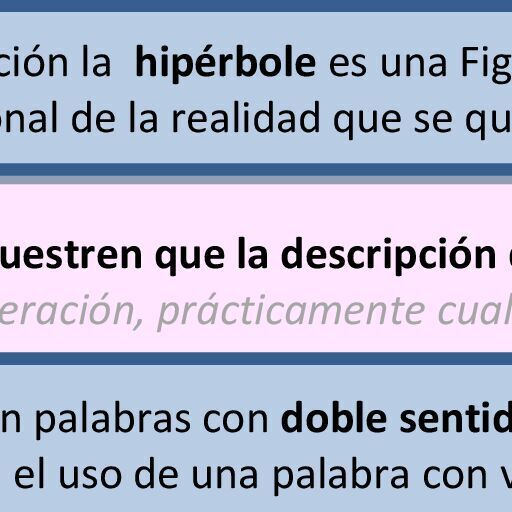 ción la hipérbole es una Fig
onal de la realidad que se qu
uestren que la descripción
eración, prácticamente cual
n palabras con doble sentid
el uso de una palabra con v